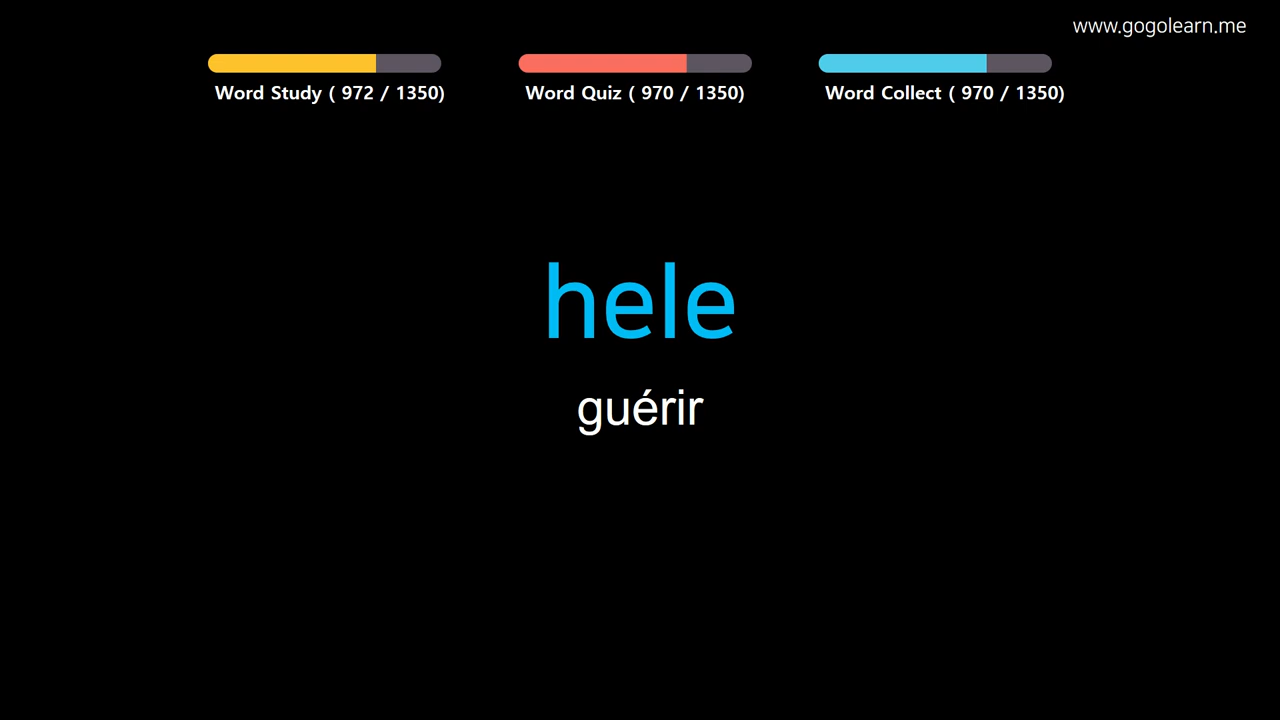 www.gogolearn.me
Word Study ( 972 / 1350)
Word Quiz ( 970 / 1350)
Word Collect ( 970 / 1350)
hele
guérir